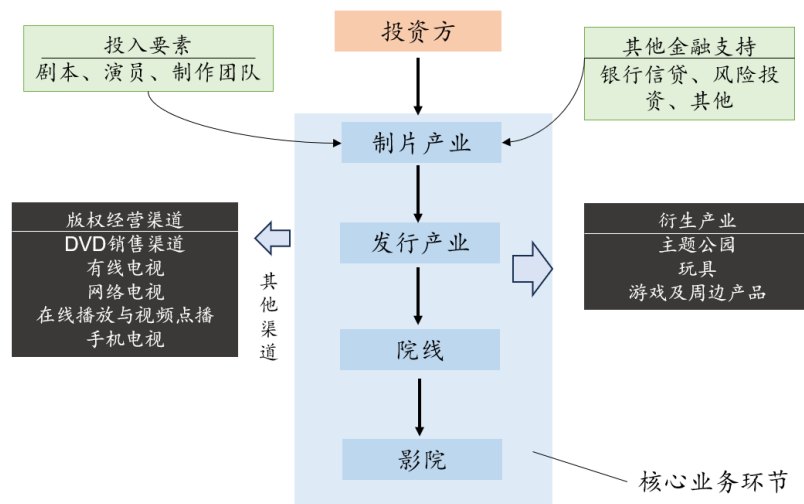 投资方
投入要素
剧本、演员、制作团队
其他金融支持
银行信贷、风险投
资、其他
制片产业
版权经营渠道
DVD销售渠道
有线电视
网络电视
在线播放与视频点播
手机电视
其他渠道
发行产业
衍生产业
主题公园
玩具
游戏及周边产品
院线
影院
核心业务环节